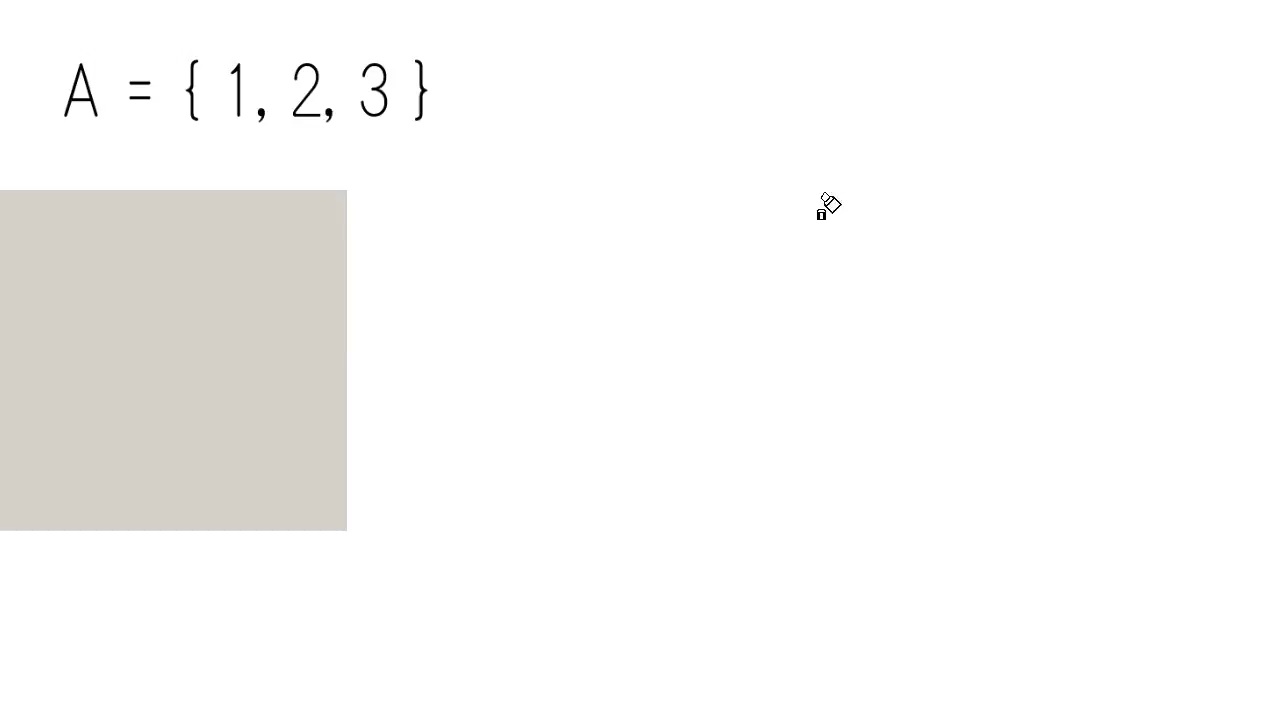 A = { 1, 2, 3 }